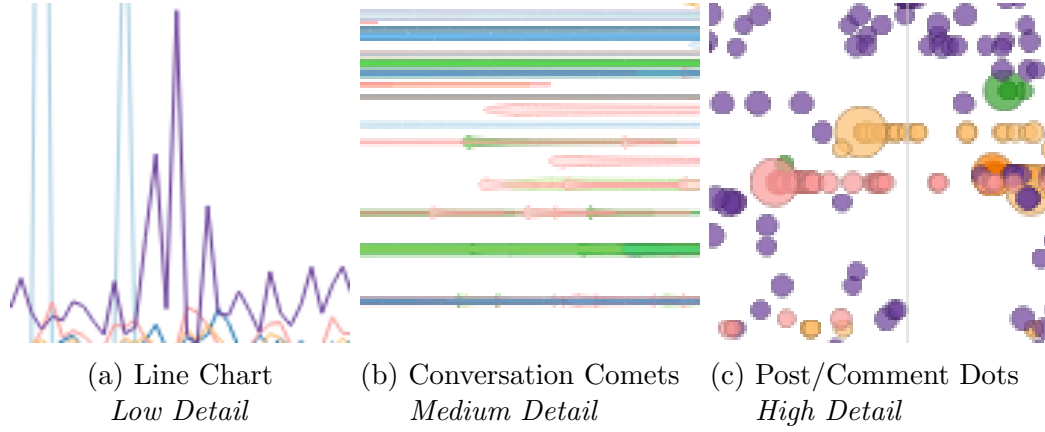 (a) Line Chart
Low Detail
(b) Conversation Comets
Medium Detail
(c) Post/Comment Dots
High Detail